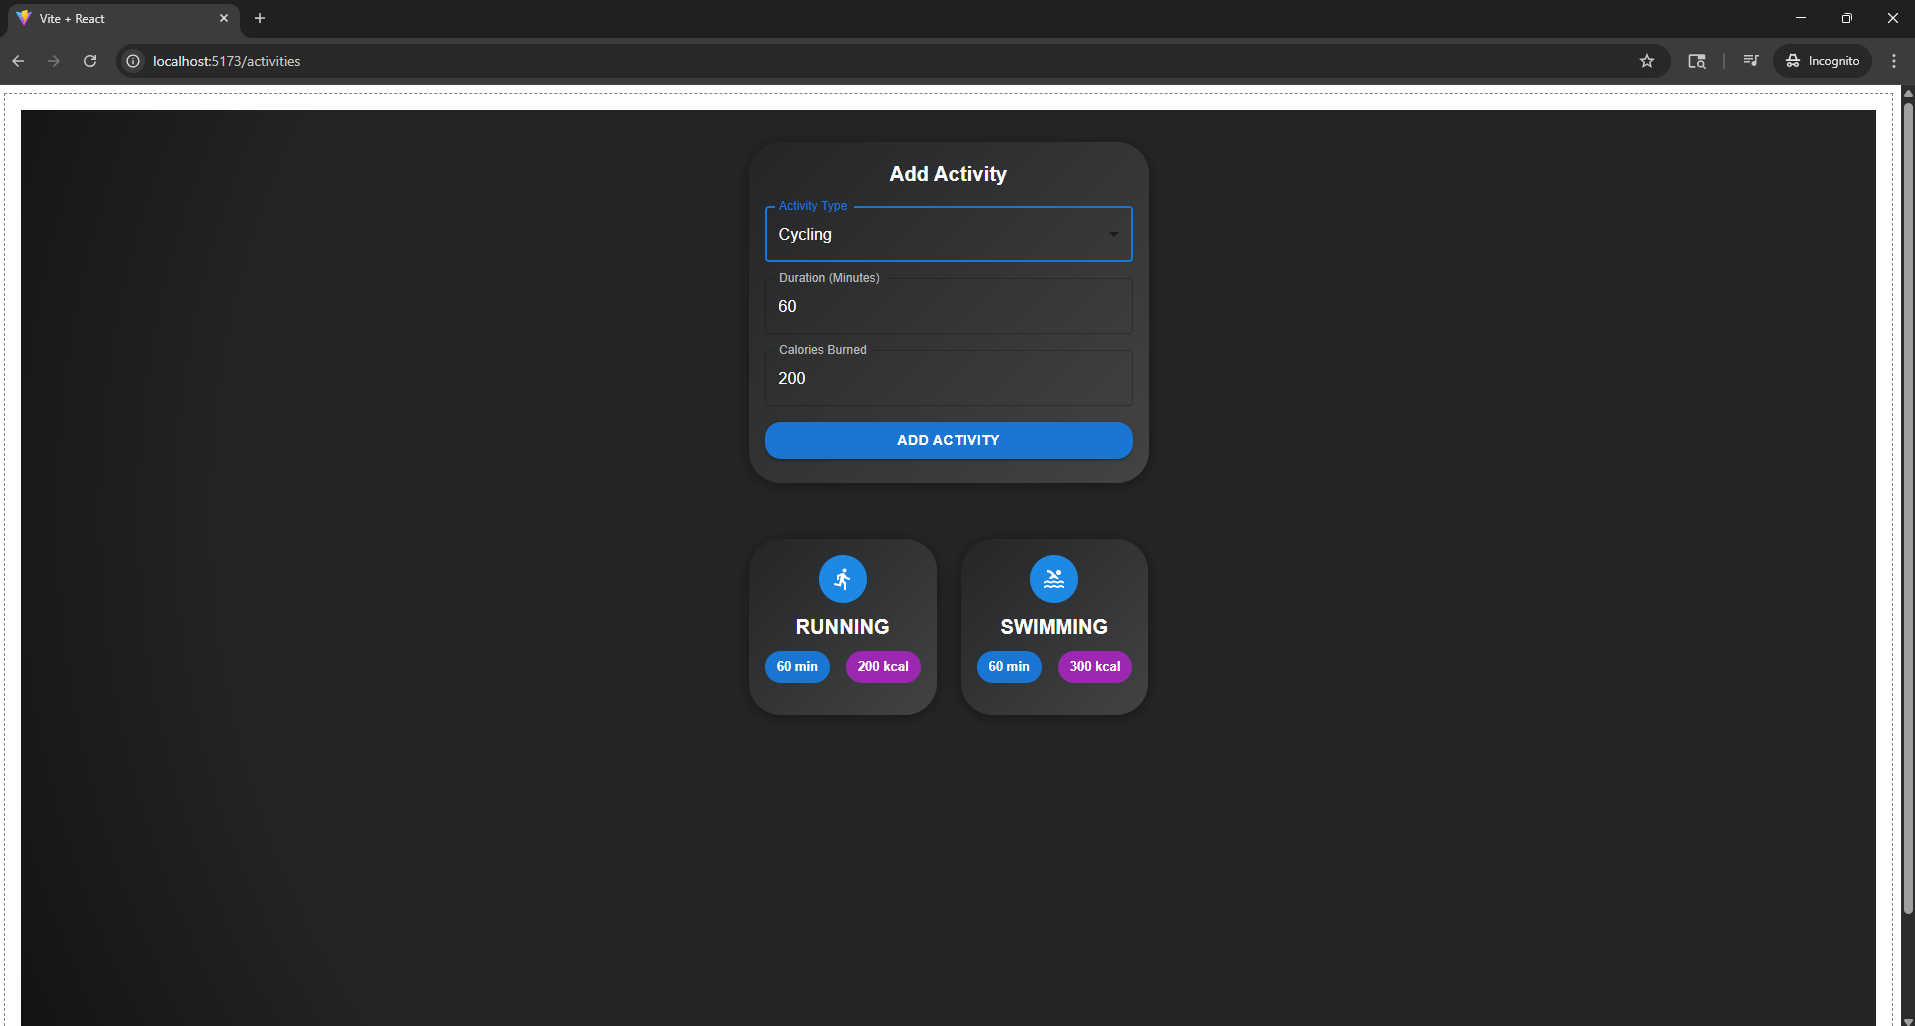 Vite + React
localhost:5173/activities
Incognito
Add Activity
Activity Type
Cycling
Duration (Minutes)
60
Calories Burned
200
ADD ACTIVITY
RUNNING
60 min
200 kcal
SWIMMING
60 min
300 kcal